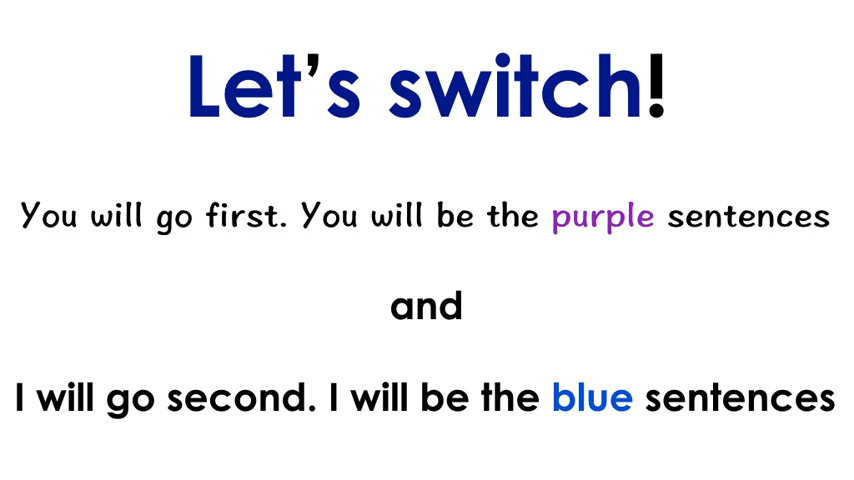 Let's switch!
You will go first. You will be the purple sentences
and
I will go second. I will be the blue sentences